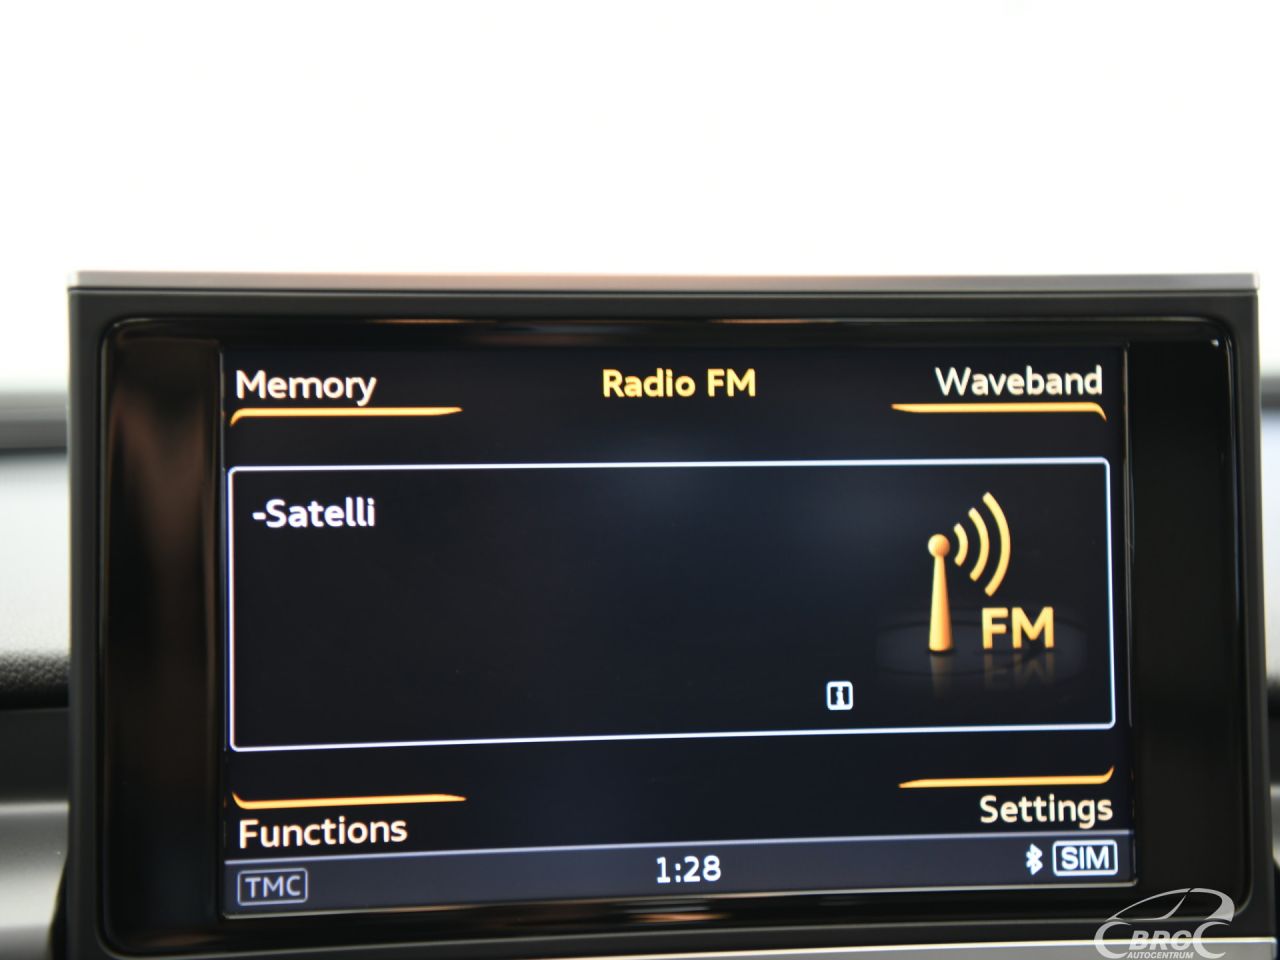 Memory
Radio FM
Waveband
-Satelli
FM
i
Functions
Settings
TMC
1:28
SIM
BRC
AUTOCENTRUM